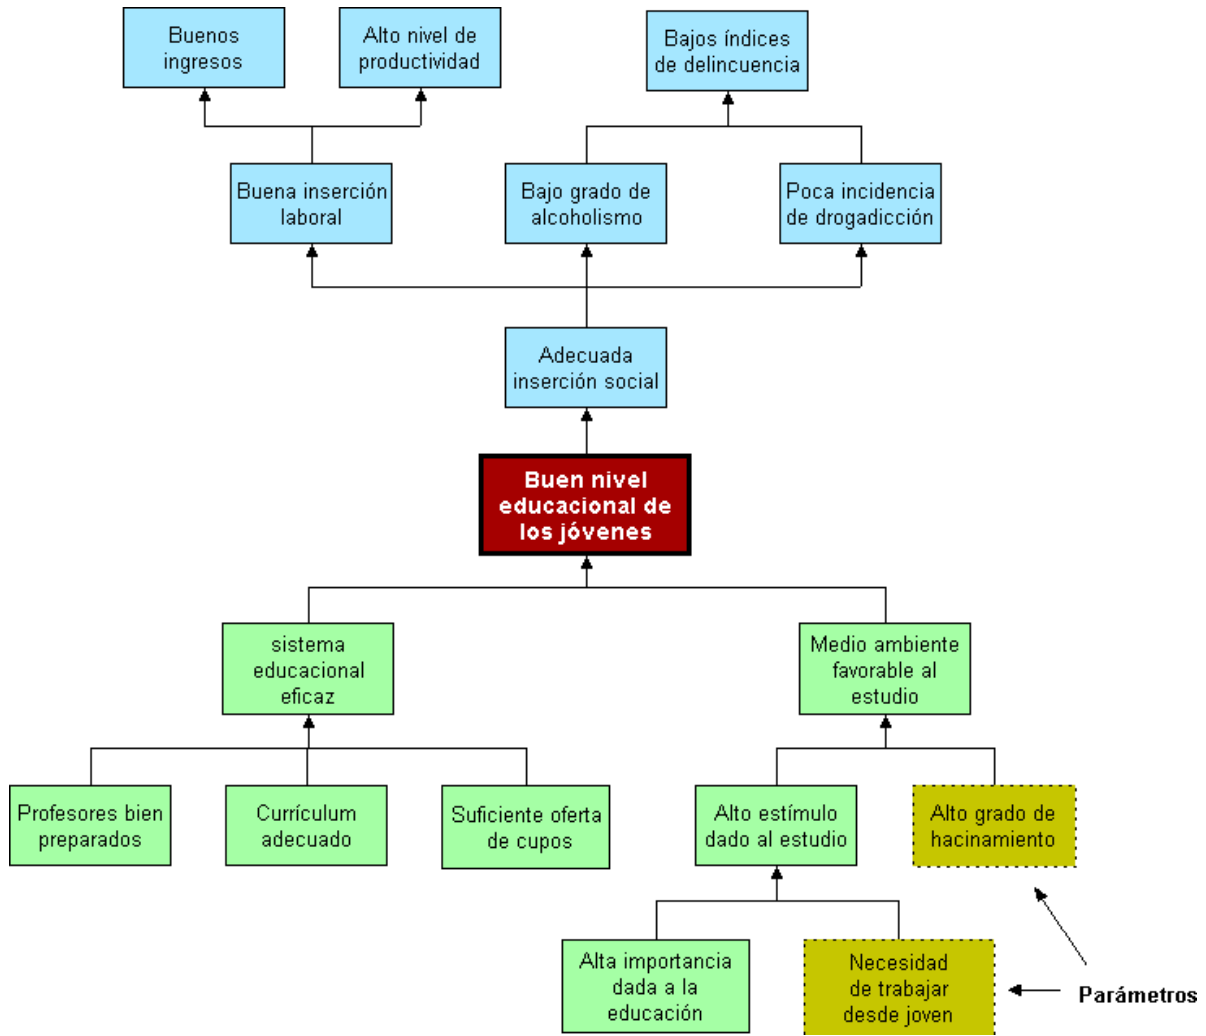 Buenos
ingresos
Alto nivel de
productividad
Bajos índices
de delincuencia
Buena inserción
laboral
Bajo grado de
alcoholismo
Poca incidencia
de drogadicción
Adecuada
inserción social
Buen nivel
educacional de
los jóvenes
sistema
educacional
eficaz
Medio ambiente
favorable al
estudio
Profesores bien
preparados
Currículum
adecuado
Suficiente oferta
de cupos
Alto estímulo
dado al estudio
Alto grado de
hacinamiento
Alta importancia
dada a la
educación
Necesidad
de trabajar
desde joven
Parámetros